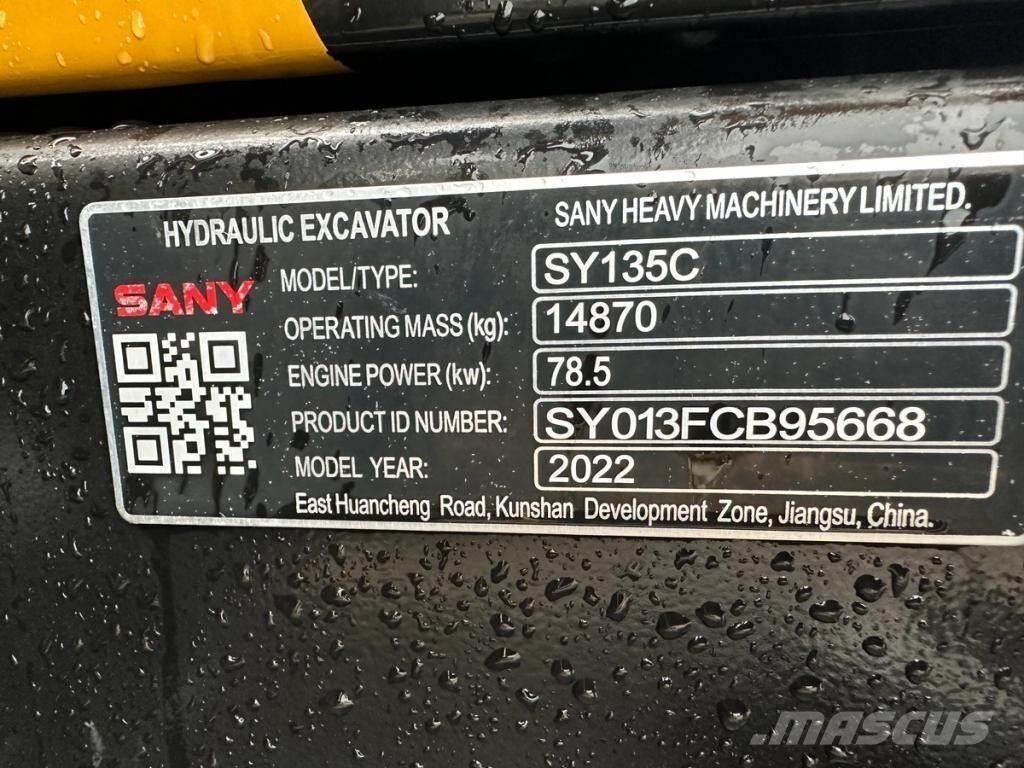 HYDRAULIC EXCAVATOR
SANY HEAVY MACHINERY LIMITED.
SANY
MODEL/TYPE: SY135C
OPERATING MASS (kg): 14870
ENGINE POWER (kw): 78.5
PRODUCT ID NUMBER: SY013FCB95668
MODEL YEAR: 2022
East Huancheng Road, Kunshan Development Zone, Jiangsu, China.
mascus